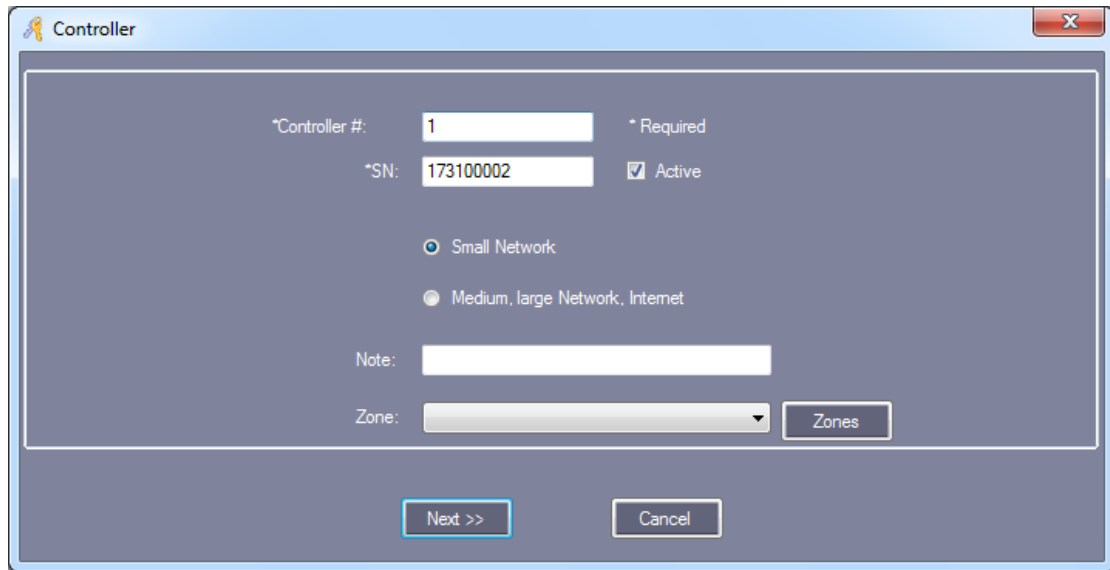 Controller
*Controller #: 1 * Required
*SN: 173100002 Active
Small Network
Medium, large Network, Internet
Note:
Zone: Zones
Next >> Cancel